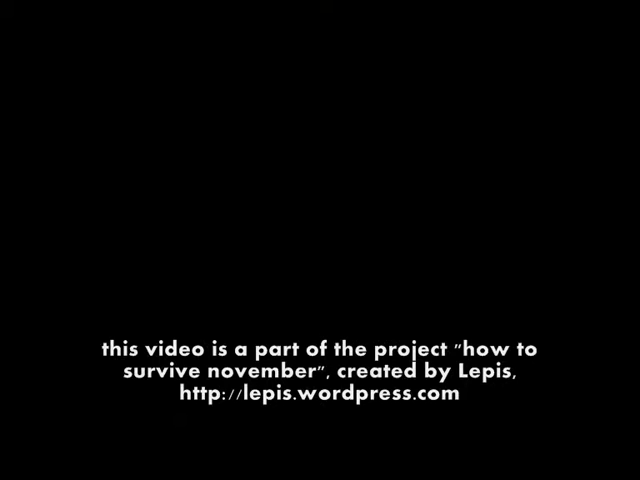 this video is a part of the project "how to
survive november", created by Lepis,
http://lepis.wordpress.com